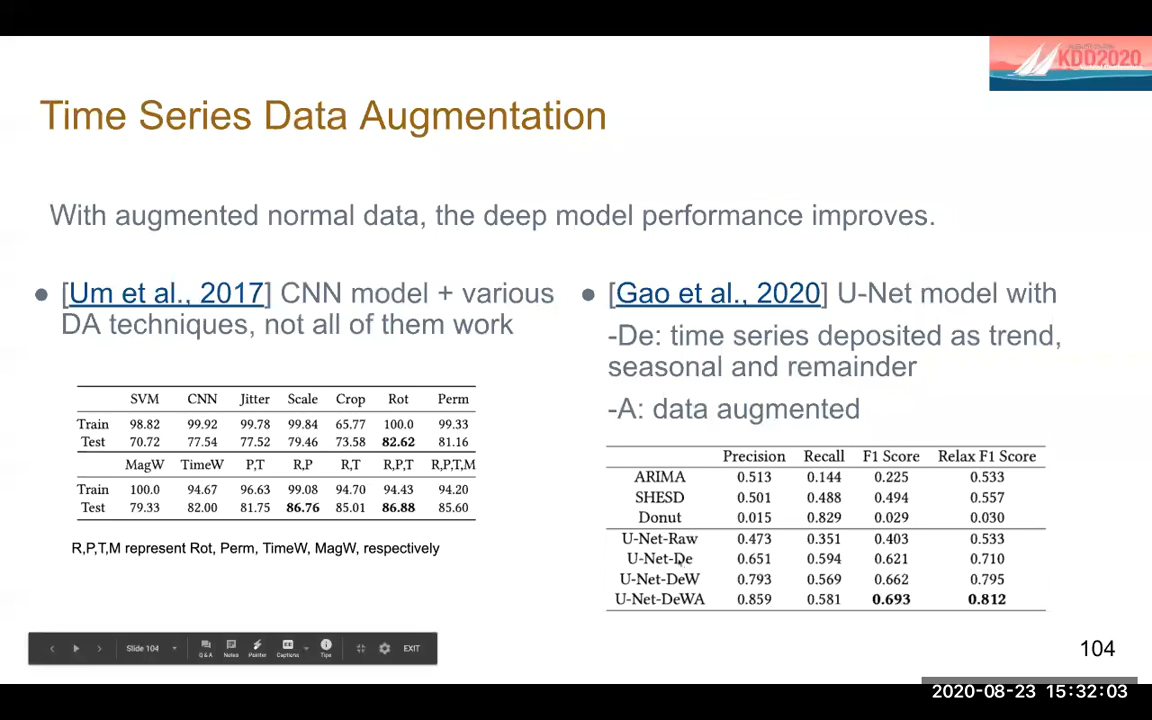 KDD2020
Time Series Data Augmentation
With augmented normal data, the deep model performance improves.
● [Um et al., 2017] CNN model + various
DA techniques, not all of them work
SVM CNN Jitter Scale Crop Rot Perm
Train 98.82 99.92 99.78 99.84 65.77 100.0 99.33
Test 70.72 77.54 77.52 79.46 73.58 82.62 81.16
MagW TimeW P,T R,P R,T R,P,T R,P,T,M
Train 100.0 94.67 96.63 99.08 94.70 94.43 94.20
Test 79.33 82.00 81.75 86.76 85.01 86.88 85.60
R,P,T,M represent Rot, Perm, TimeW, MagW, respectively
● [Gao et al., 2020] U-Net model with
-De: time series deposited as trend,
seasonal and remainder
-A: data augmented
Precision Recall F1 Score Relax F1 Score
ARIMA 0.513 0.144 0.225 0.533
SHESD 0.501 0.488 0.494 0.557
Donut 0.015 0.829 0.029 0.030
U-Net-Raw 0.473 0.351 0.403 0.533
U-Net-De 0.651 0.594 0.621 0.710
U-Net-DeW 0.793 0.569 0.662 0.795
U-Net-DeWA 0.859 0.581 0.693 0.812
Slide 104 Q&A Notes Pointer Captions Tips EXIT
104
2020-08-23 15:32:03